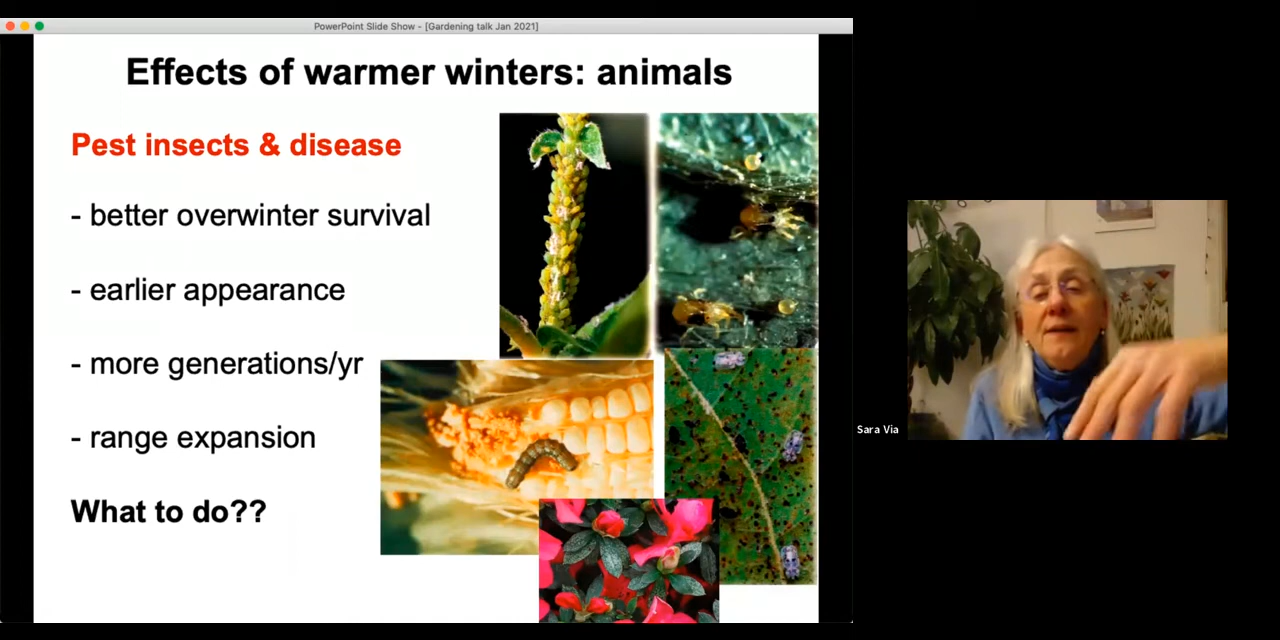 PowerPoint Slide Show - [Gardening talk Jan 2021]
Effects of warmer winters: animals
Pest insects & disease
- better overwinter survival
- earlier appearance
- more generations/yr
- range expansion
What to do??
Sara Via